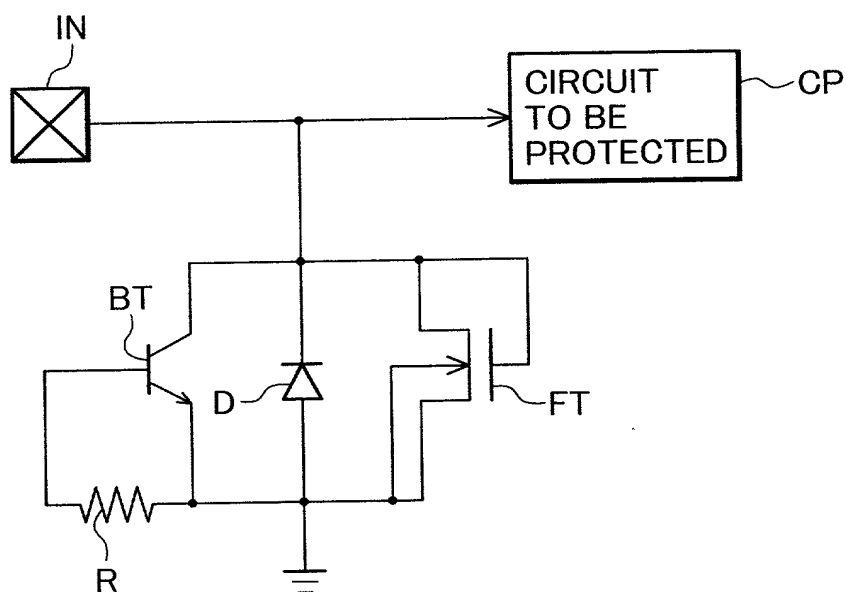 IN
CIRCUIT
TO BE
PROTECTED
CP
BT
D
FT
R